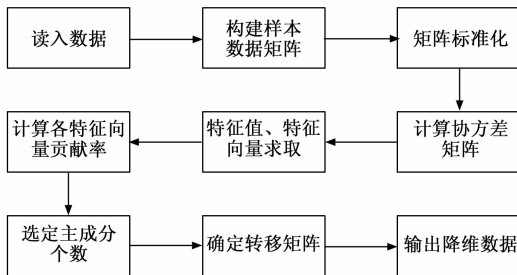 读入数据
构建样本
数据矩阵
矩阵标准化
计算协方差
矩阵
特征值、特征
向量求取
计算各特征向
量贡献率
选定主成分
个数
确定转移矩阵
输出降维数据